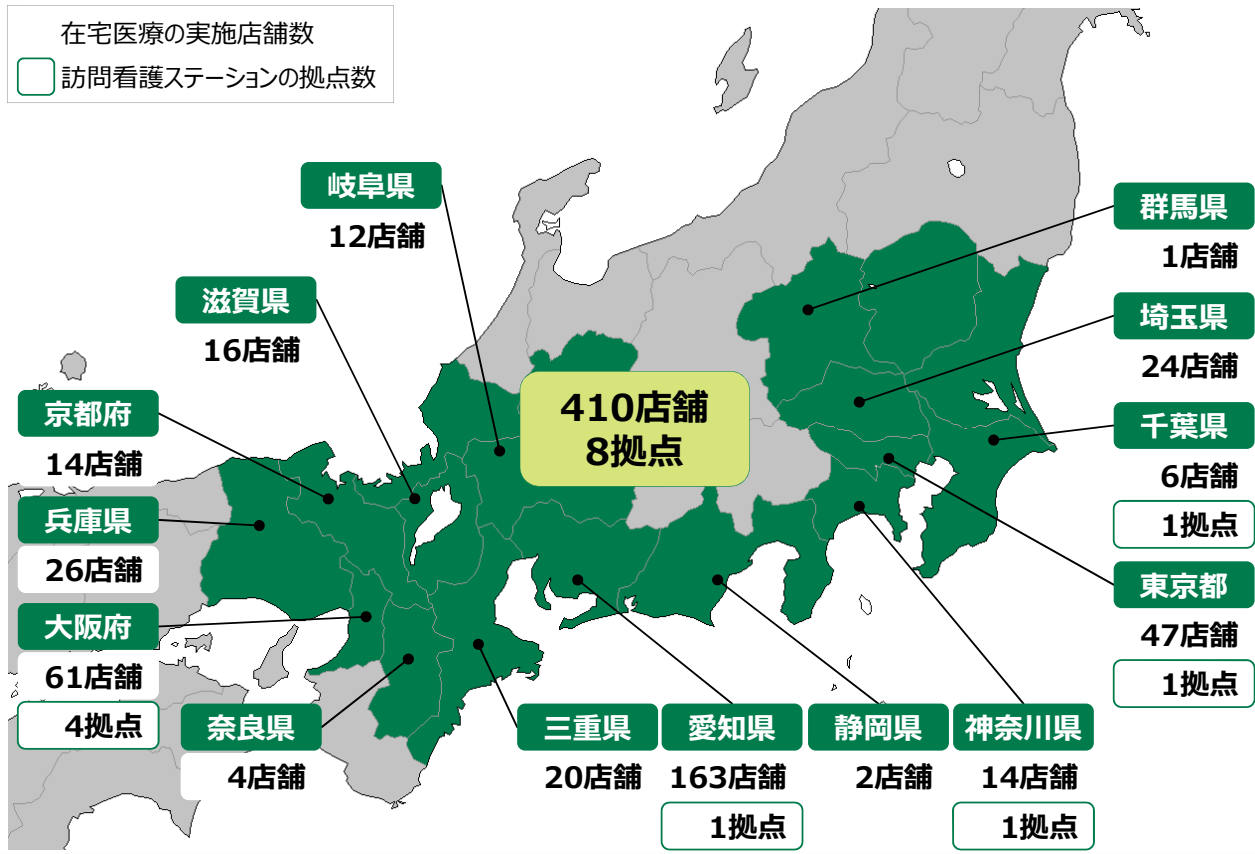 在宅医療の実施店舗数
訪問看護ステーションの拠点数
岐阜県
12店舗
滋賀県
16店舗
京都府
14店舗
兵庫県
26店舗
大阪府
61店舗
4拠点
奈良県
4店舗
410店舗
8拠点
三重県
20店舗
愛知県
163店舗
1拠点
静岡県
2店舗
神奈川県
14店舗
1拠点
群馬県
1店舗
埼玉県
24店舗
千葉県
6店舗
1拠点
東京都
47店舗
1拠点